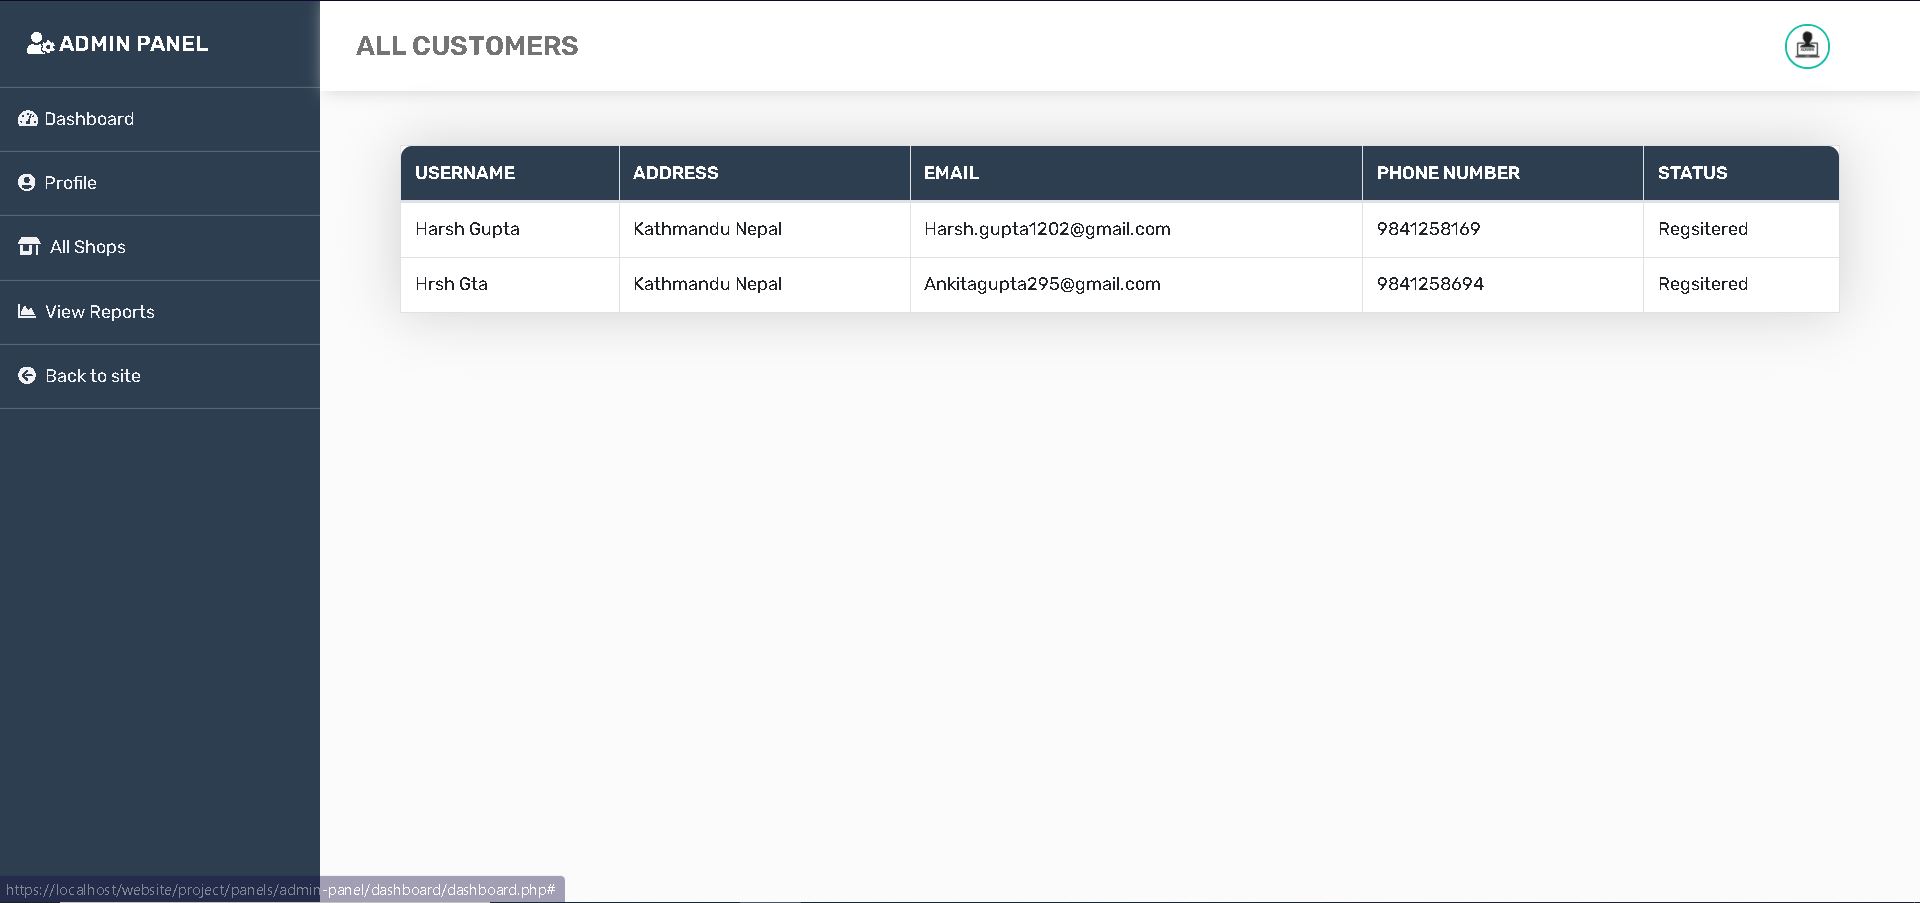 ADMIN PANEL
ALL CUSTOMERS
Dashboard
Profile
All Shops
View Reports
Back to site
USERNAME ADDRESS EMAIL PHONE NUMBER STATUS
Harsh Gupta Kathmandu Nepal Harsh.gupta1202@gmail.com 9841258169 Regsitered
Hrsh Gta Kathmandu Nepal Ankitagupta295@gmail.com 9841258694 Regsitered
https://localhost/website/project/panels/admin-panel/dashboard/dashboard.php#